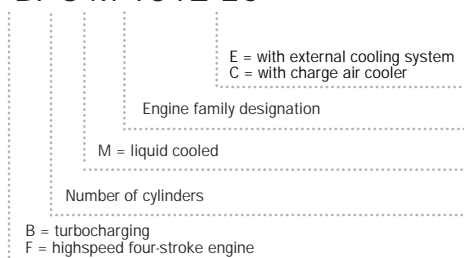 E = with external cooling system
C = with charge air cooler
Engine family designation
M = liquid cooled
Number of cylinders
B = turbocharging
F = highspeed four-stroke engine